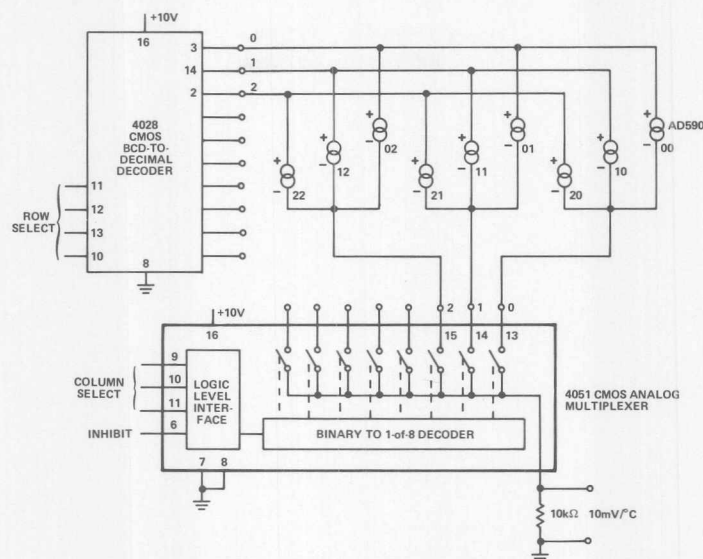 +10V
16
3
0
14
1
2
2
4028
CMOS
BCD-TO-
DECIMAL
DECODER
11
12
13
10
ROW
SELECT
8
+
−
22
+
−
12
+
−
02
+
−
21
+
−
11
+
−
01
+
−
20
+
−
10
+
−
00
AD590
+10V
16
2
1
0
15
14
13
9
10
11
6
COLUMN
SELECT
INHIBIT
LOGIC
LEVEL
INTER-
FACE
BINARY TO 1-of-8 DECODER
4051 CMOS ANALOG
MULTIPLEXER
7
8
10kΩ
10mV/°C